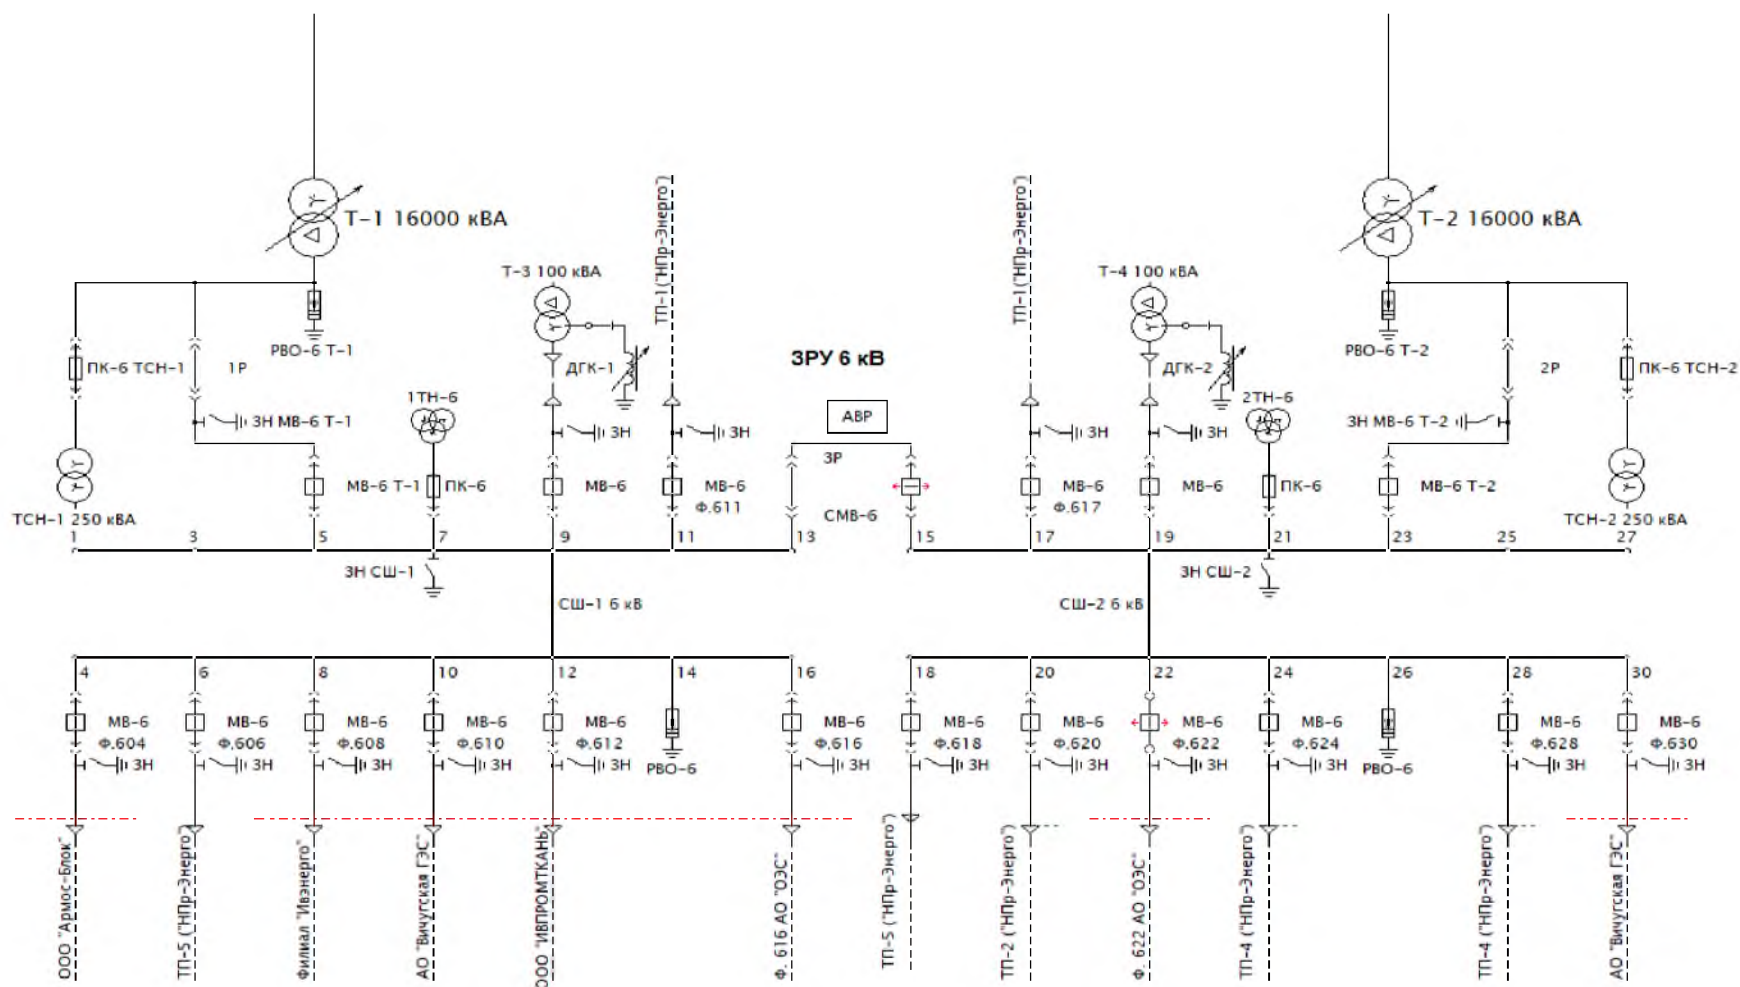 Т-1 16000 кВА
Т-2 16000 кВА
Т-3 100 кВА
ТП-1("НПр-Энерго")
ТП-1("НПр-Энерго")
Т-4 100 кВА
РВО-6 Т-1
РВО-6 Т-2
ПК-6 ТСН-1
1Р
ДГК-1
ЗРУ 6 кВ
ДГК-2
2Р
ПК-6 ТСН-2
1ТН-6
2ТН-6
АВР
ЗН МВ-6 Т-1
ЗН
ЗН
ЗН
ЗН
ЗН МВ-6 Т-2
3Р
МВ-6 Т-1
ПК-6
МВ-6
МВ-6
Ф.611
МВ-6
Ф.617
МВ-6
ПК-6
МВ-6 Т-2
СМВ-6
ТСН-1 250 кВА
ТСН-2 250 кВА
1 3 5 7 9 11 13 15 17 19 21 23 25 27
ЗН СШ-1
ЗН СШ-2
СШ-1 6 кВ
СШ-2 6 кВ
4 6 8 10 12 14 16 18 20 22 24 26 28 30
МВ-6 МВ-6 МВ-6 МВ-6 МВ-6 МВ-6 МВ-6 МВ-6 МВ-6 МВ-6 МВ-6 МВ-6
Ф.604 Ф.606 Ф.608 Ф.610 Ф.612 Ф.616 Ф.618 Ф.620 Ф.622 Ф.624 Ф.628 Ф.630
ЗН ЗН ЗН ЗН ЗН РВО-6 ЗН ЗН ЗН ЗН ЗН РВО-6 ЗН ЗН
ООО "Армос-Блок"
ТП-5 ("НПр-Энерго")
Филиал "Ивэнерго"
АО "Вичугская ГЭС"
ООО "ИВПРОМТКАНЬ"
Ф. 616 АО "ОЭС"
ТП-5 ("НПр-Энерго")
ТП-2 ("НПр-Энерго")
Ф. 622 АО "ОЭС"
ТП-4 ("НПр-Энерго")
ТП-4 ("НПр-Энерго")
АО "Вичугская ГЭС"